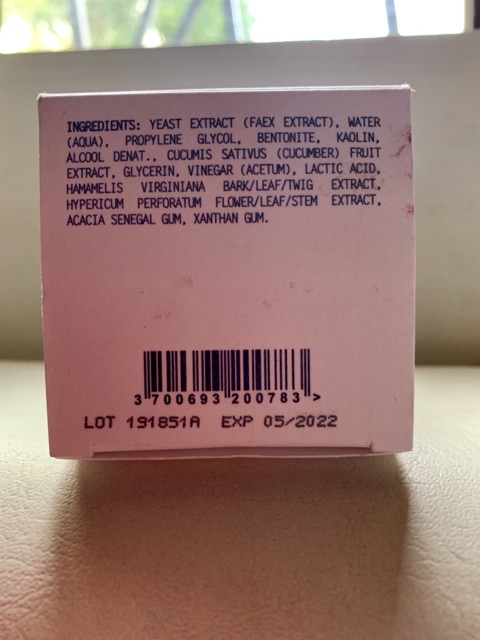 INGREDIENTS: YEAST EXTRACT (FAEX EXTRACT), WATER
(AQUA), PROPYLENE GLYCOL, BENTONITE, KAOLIN,
ALCOOL DENAT., CUCUMIS SATIVUS (CUCUMBER) FRUIT
EXTRACT, GLYCERIN, VINEGAR (ACETUM), LACTIC ACID,
HAMAMELIS VIRGINIANA BARK/LEAF/TWIG EXTRACT,
HYPERICUM PERFORATUM FLOWER/LEAF/STEM EXTRACT,
ACACIA SENEGAL GUM, XANTHAN GUM.
3 700693 200783 >
LOT 191851A EXP 05/2022